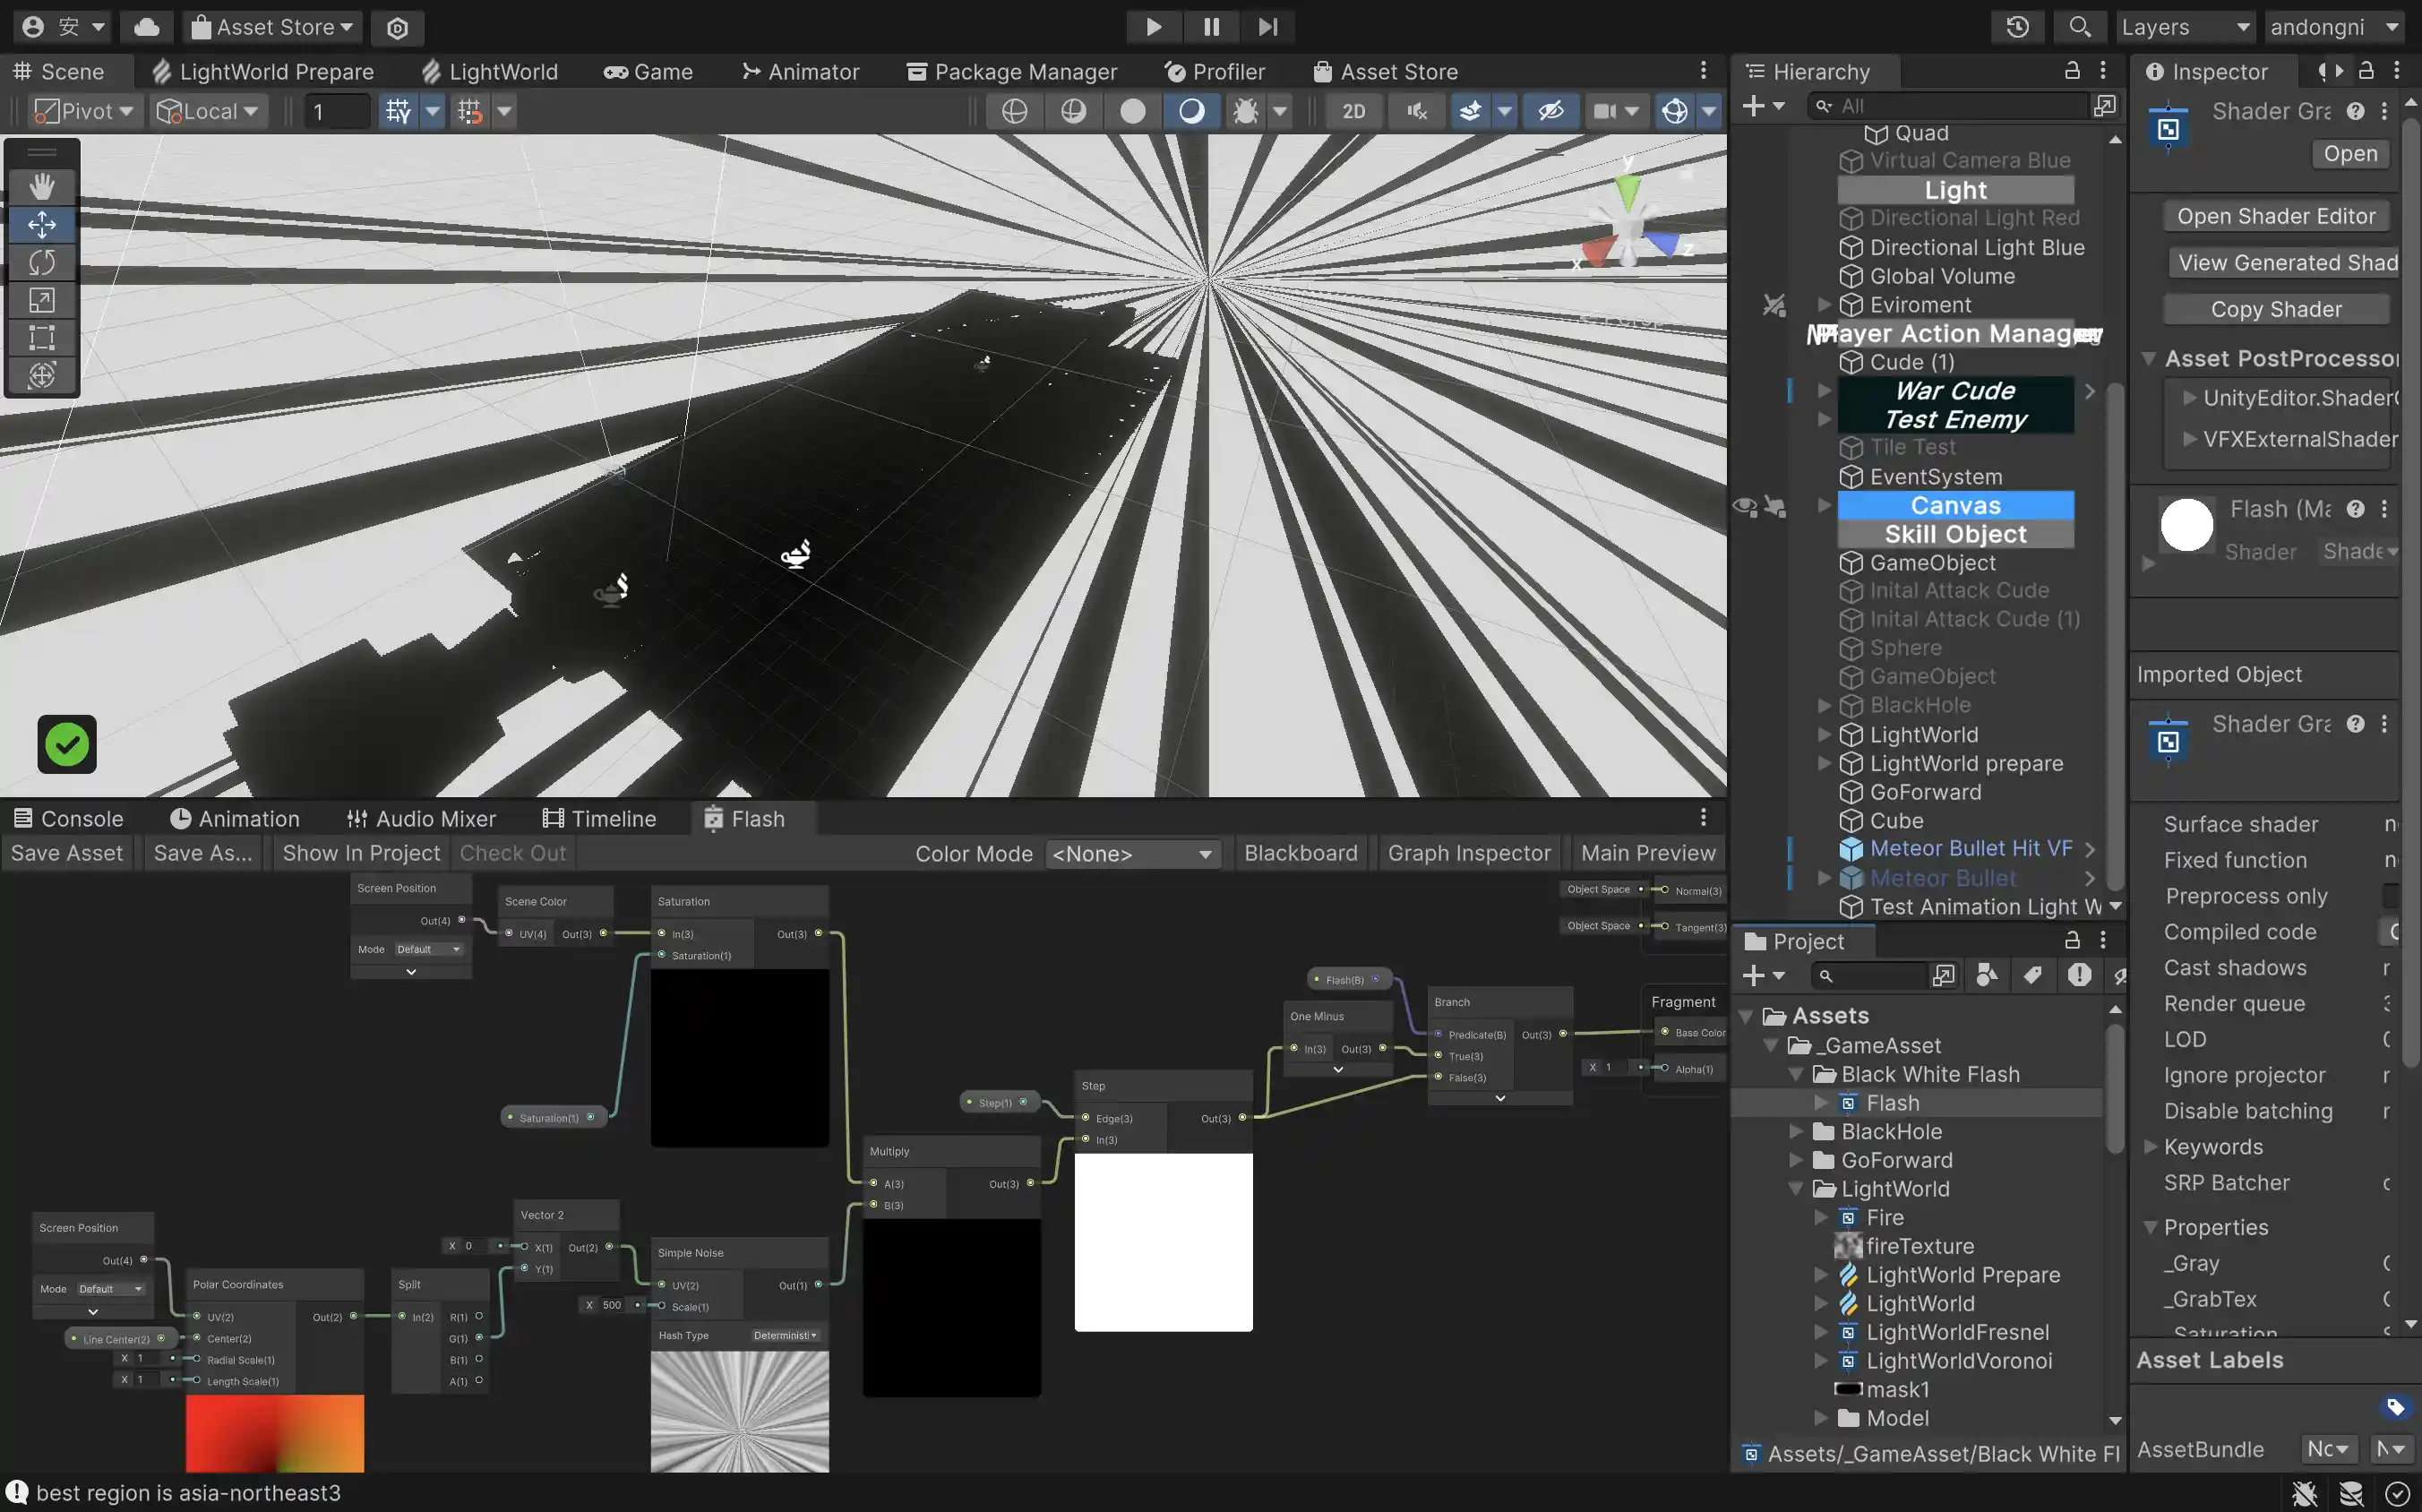 安
Asset Store
Layers
andongni
Scene
LightWorld Prepare
LightWorld
Game
Animator
Package Manager
Profiler
Asset Store
Pivot
Local
1
2D
y
x
z
Hierarchy
All
Quad
Virtual Camera Blue
Light
Directional Light Red
Directional Light Blue
Global Volume
Eviroment
Player Action Manager
Cude (1)
War Cude
Test Enemy
Tile Test
EventSystem
Canvas
Skill Object
GameObject
Inital Attack Cude
Inital Attack Cude (1)
Sphere
GameObject
BlackHole
LightWorld
LightWorld prepare
GoForward
Cube
Meteor Bullet Hit VF
Meteor Bullet
Test Animation Light W
Inspector
Shader Gra
Open
Open Shader Editor
View Generated Shad
Copy Shader
Asset PostProcessor
UnityEditor.Shader
VFXExternalShader
Flash (Ma
Shader
Shade
Imported Object
Shader Gra
Surface shader
Fixed function
Preprocess only
Compiled code
Cast shadows
Render queue
3
LOD
Ignore projector
Disable batching
Keywords
SRP Batcher
Properties
_Gray
_GrabTex
_Saturation
Asset Labels
AssetBundle
Console
Animation
Audio Mixer
Timeline
Flash
Save Asset
Save As...
Show In Project
Check Out
Color Mode
<None>
Blackboard
Graph Inspector
Main Preview
Screen Position
Out(4)
Mode Default
Scene Color
UV(4) Out(3)
Saturation
In(3) Out(3)
Saturation(1)
Saturation(1)
Object Space Normal(3)
Object Space Tangent(3)
Flash(B)
One Minus
In(3) Out(3)
Branch
Predicate(B) Out(3)
True(3)
False(3)
Fragment
Base Color
X 1 Alpha(1)
Step(1)
Step
Edge(3) Out(3)
In(3)
Multiply
A(3) Out(3)
B(3)
Screen Position
Out(4)
Mode Default
Line Center(2)
Polar Coordinates
UV(2) Out(2)
Center(2)
X 1 Radial Scale(1)
X 1 Length Scale(1)
Split
In(2) R(1)
G(1)
B(1)
A(1)
Vector 2
X 0 X(1) Out(2)
Y(1)
Simple Noise
UV(2) Out(1)
X 500 Scale(1)
Hash Type Deterministi
Project
Assets
_GameAsset
Black White Flash
Flash
BlackHole
GoForward
LightWorld
Fire
fireTexture
LightWorld Prepare
LightWorld
LightWorldFresnel
LightWorldVoronoi
mask1
Model
Assets/_GameAsset/Black White Fl
best region is asia-northeast3